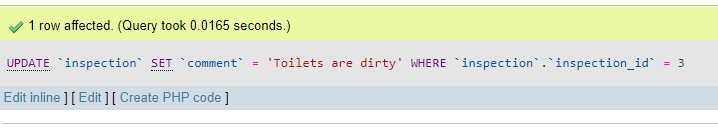 1 row affected. (Query took 0.0165 seconds.)
UPDATE `inspection` SET `comment` = 'Toilets are dirty' WHERE `inspection`.`inspection_id` = 3
Edit inline ] [ Edit ] [ Create PHP code ]